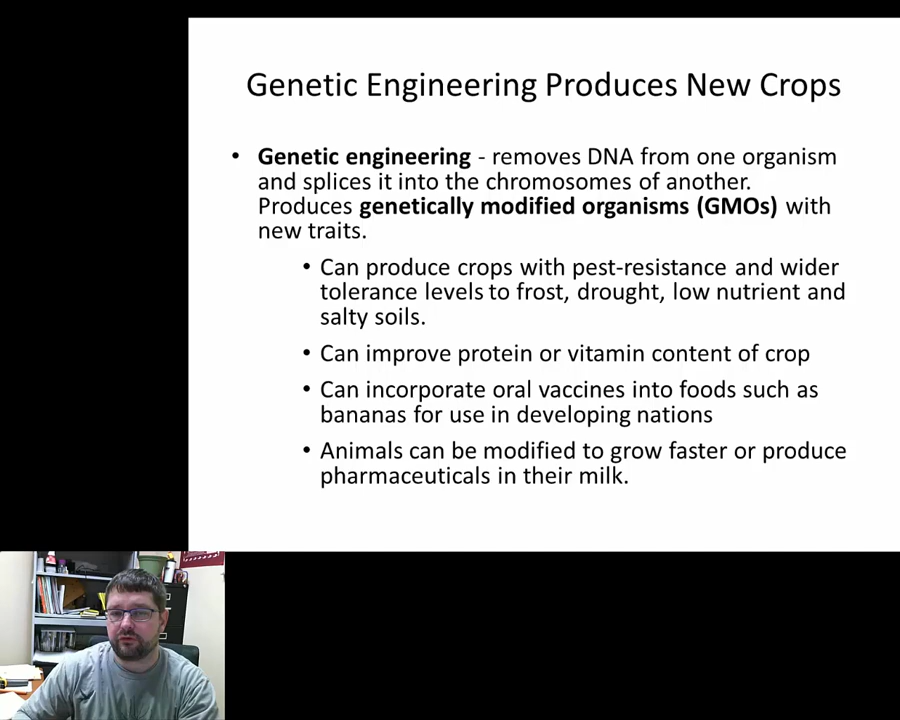 Genetic Engineering Produces New Crops
• Genetic engineering - removes DNA from one organism
and splices it into the chromosomes of another.
Produces genetically modified organisms (GMOs) with
new traits.
• Can produce crops with pest-resistance and wider
tolerance levels to frost, drought, low nutrient and
salty soils.
• Can improve protein or vitamin content of crop
• Can incorporate oral vaccines into foods such as
bananas for use in developing nations
• Animals can be modified to grow faster or produce
pharmaceuticals in their milk.